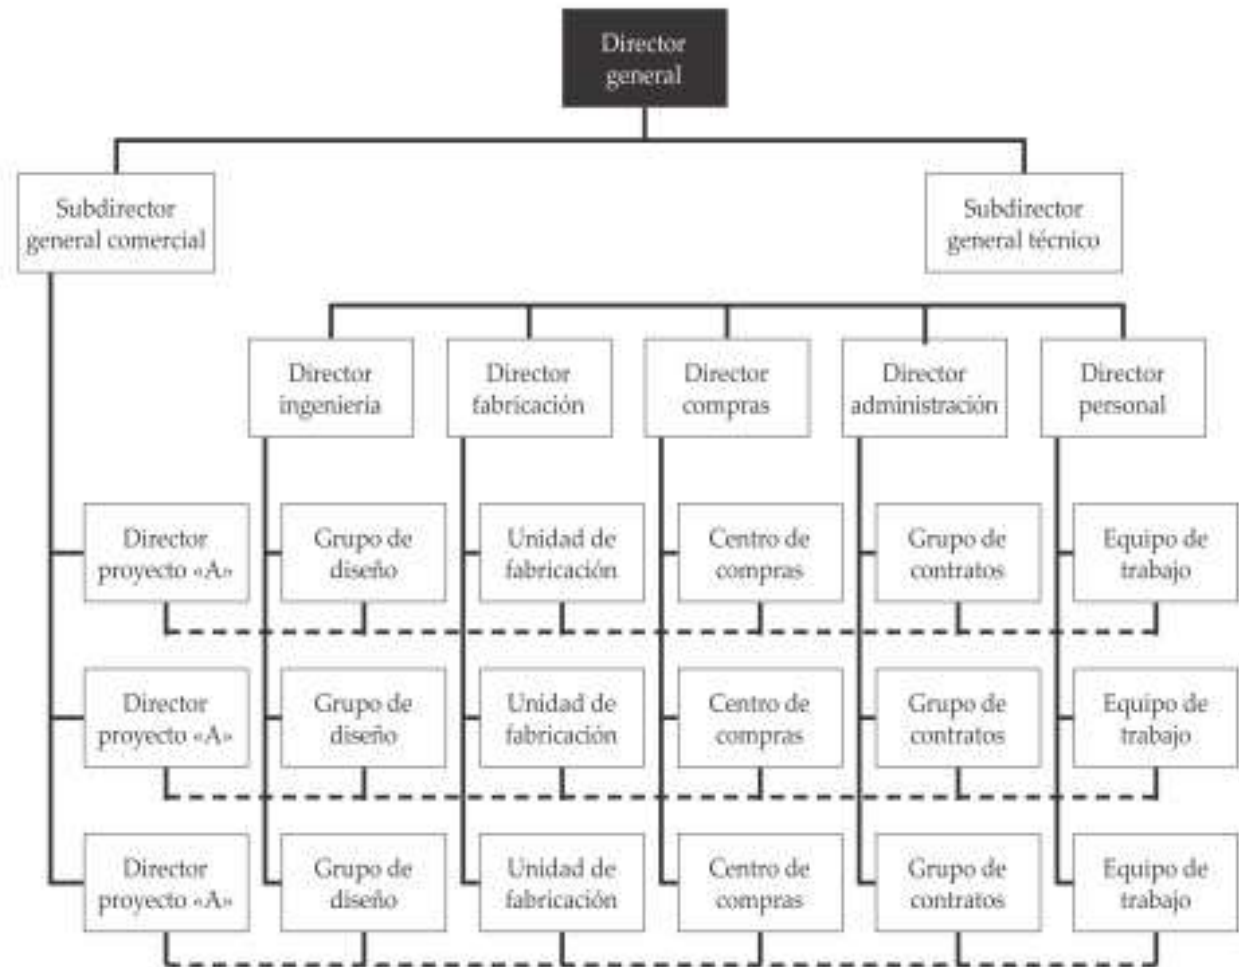 Director
general
Subdirector
general comercial
Subdirector
general técnico
Director
ingeniería
Director
fabricación
Director
compras
Director
administración
Director
personal
Director
proyecto «A»
Grupo de
diseño
Unidad de
fabricación
Centro de
compras
Grupo de
contratos
Equipo de
trabajo
Director
proyecto «A»
Grupo de
diseño
Unidad de
fabricación
Centro de
compras
Grupo de
contratos
Equipo de
trabajo
Director
proyecto «A»
Grupo de
diseño
Unidad de
fabricación
Centro de
compras
Grupo de
contratos
Equipo de
trabajo